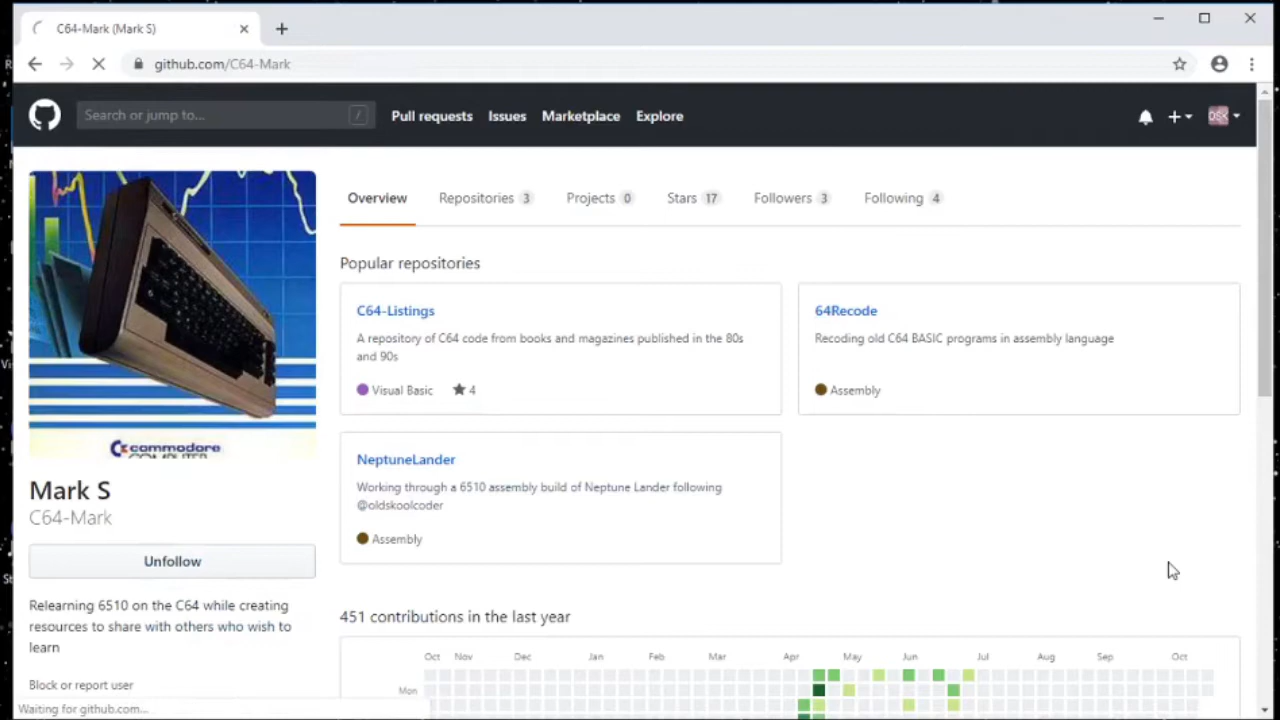 C64-Mark (Mark S)
github.com/C64-Mark
Search or jump to... /
Pull requests Issues Marketplace Explore
OSK
Overview Repositories 3 Projects 0 Stars 17 Followers 3 Following 4
commodore
COMPUTER
Mark S
C64-Mark
Unfollow
Relearning 6510 on the C64 while creating
resources to share with others who wish to
learn
Block or report user
Popular repositories
C64-Listings
A repository of C64 code from books and magazines published in the 80s
and 90s
Visual Basic 4
64Recode
Recoding old C64 BASIC programs in assembly language
Assembly
NeptuneLander
Working through a 6510 assembly build of Neptune Lander following
@oldskoolcoder
Assembly
451 contributions in the last year
Oct Nov Dec Jan Feb Mar Apr May Jun Jul Aug Sep Oct
Mon
Waiting for github.com...